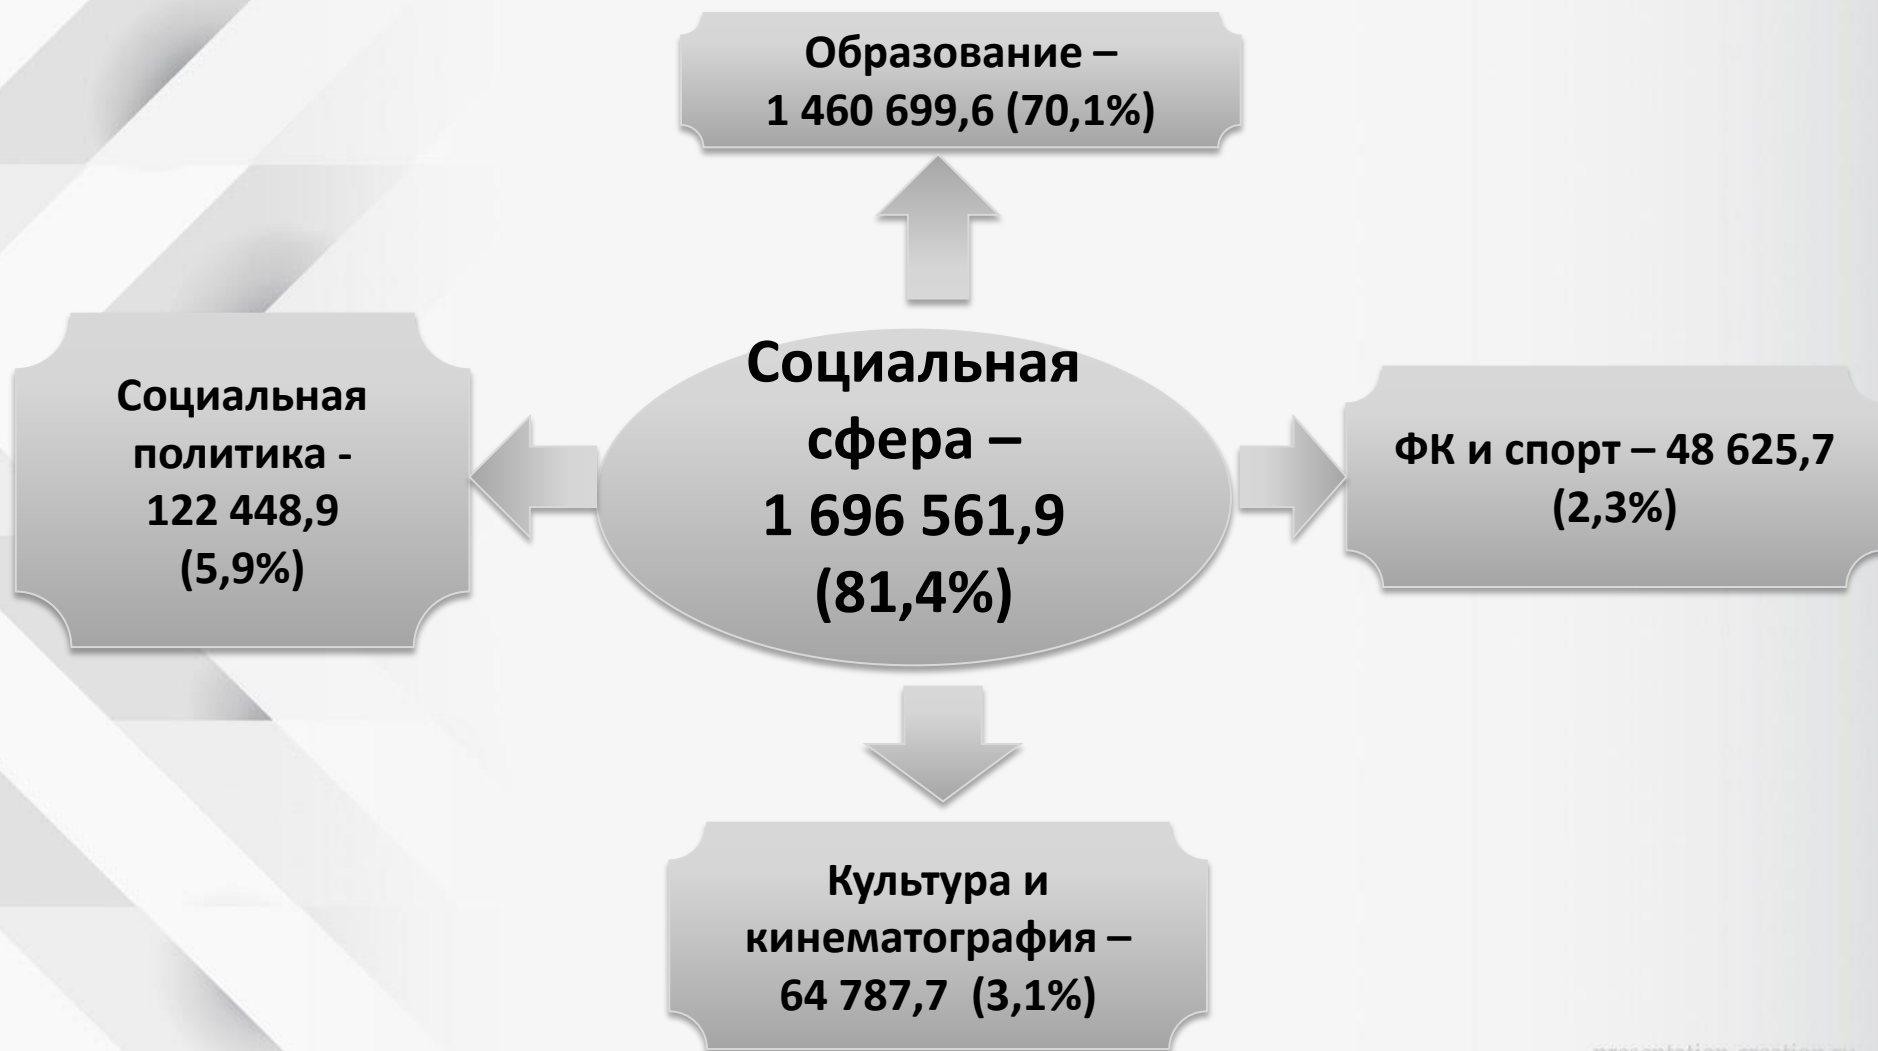 Образование –
1 460 699,6 (70,1%)
Социальная
сфера –
1 696 561,9
(81,4%)
Социальная
политика -
122 448,9
(5,9%)
ФК и спорт – 48 625,7
(2,3%)
Культура и
кинематография –
64 787,7 (3,1%)